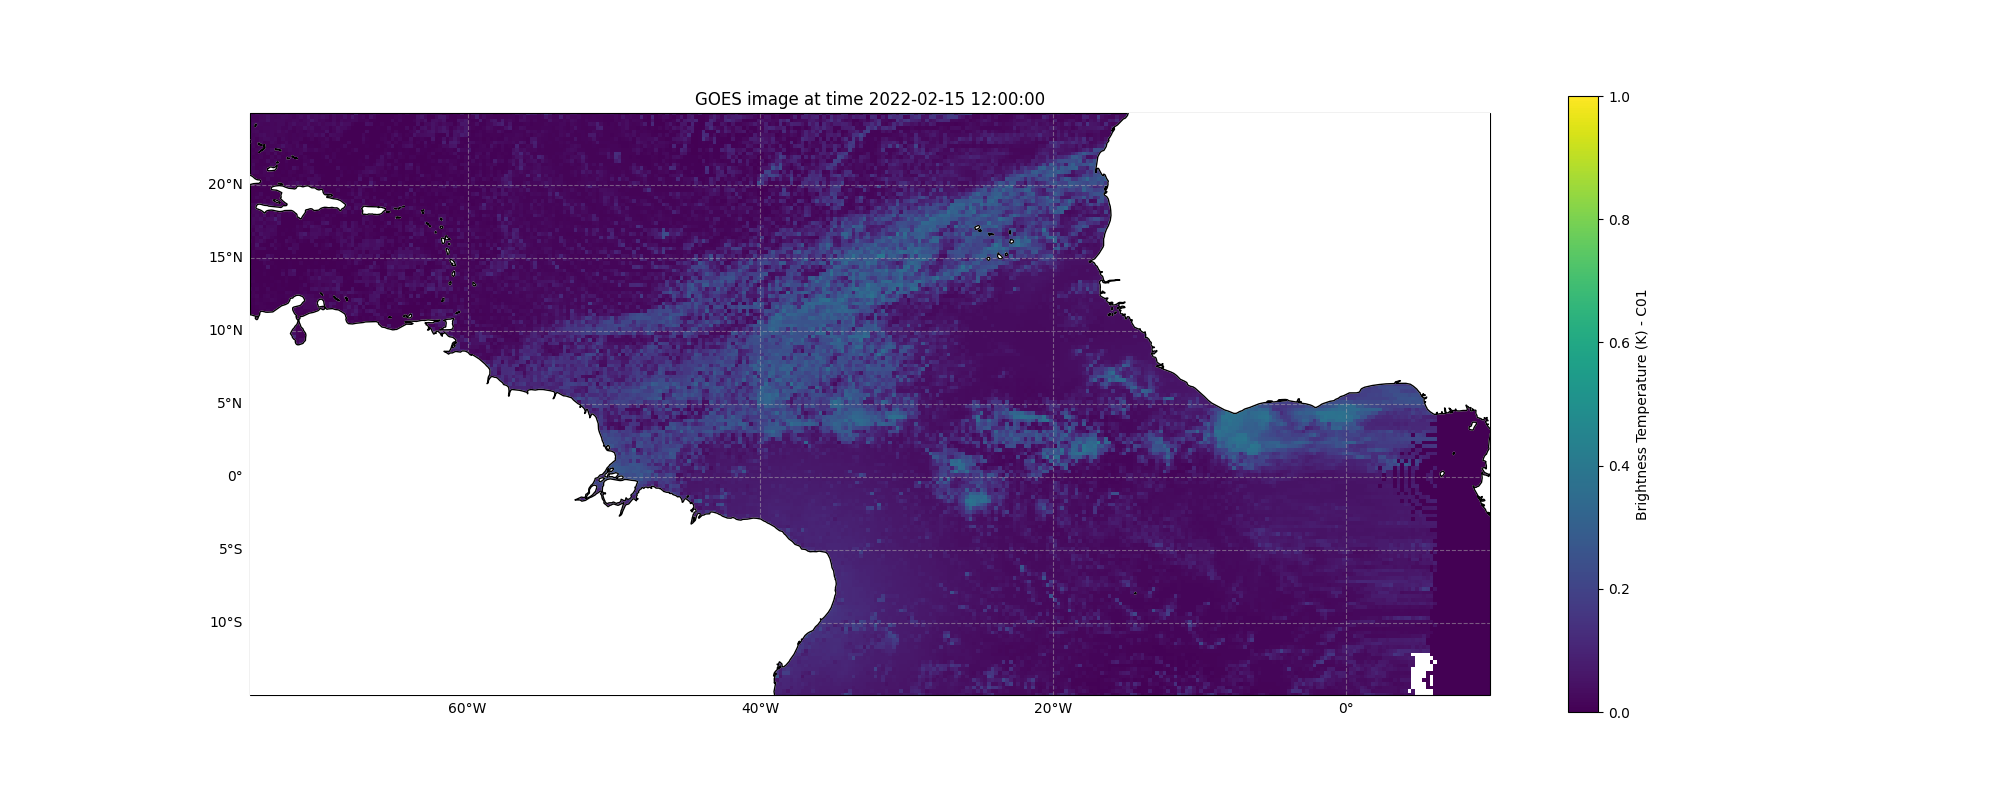 GOES image at time 2022-02-15 12:00:00
20°N
15°N
10°N
5°N
0°
5°S
10°S
60°W
40°W
20°W
0°
1.0
0.8
0.6
0.4
0.2
0.0
Brightness Temperature (K) - C01